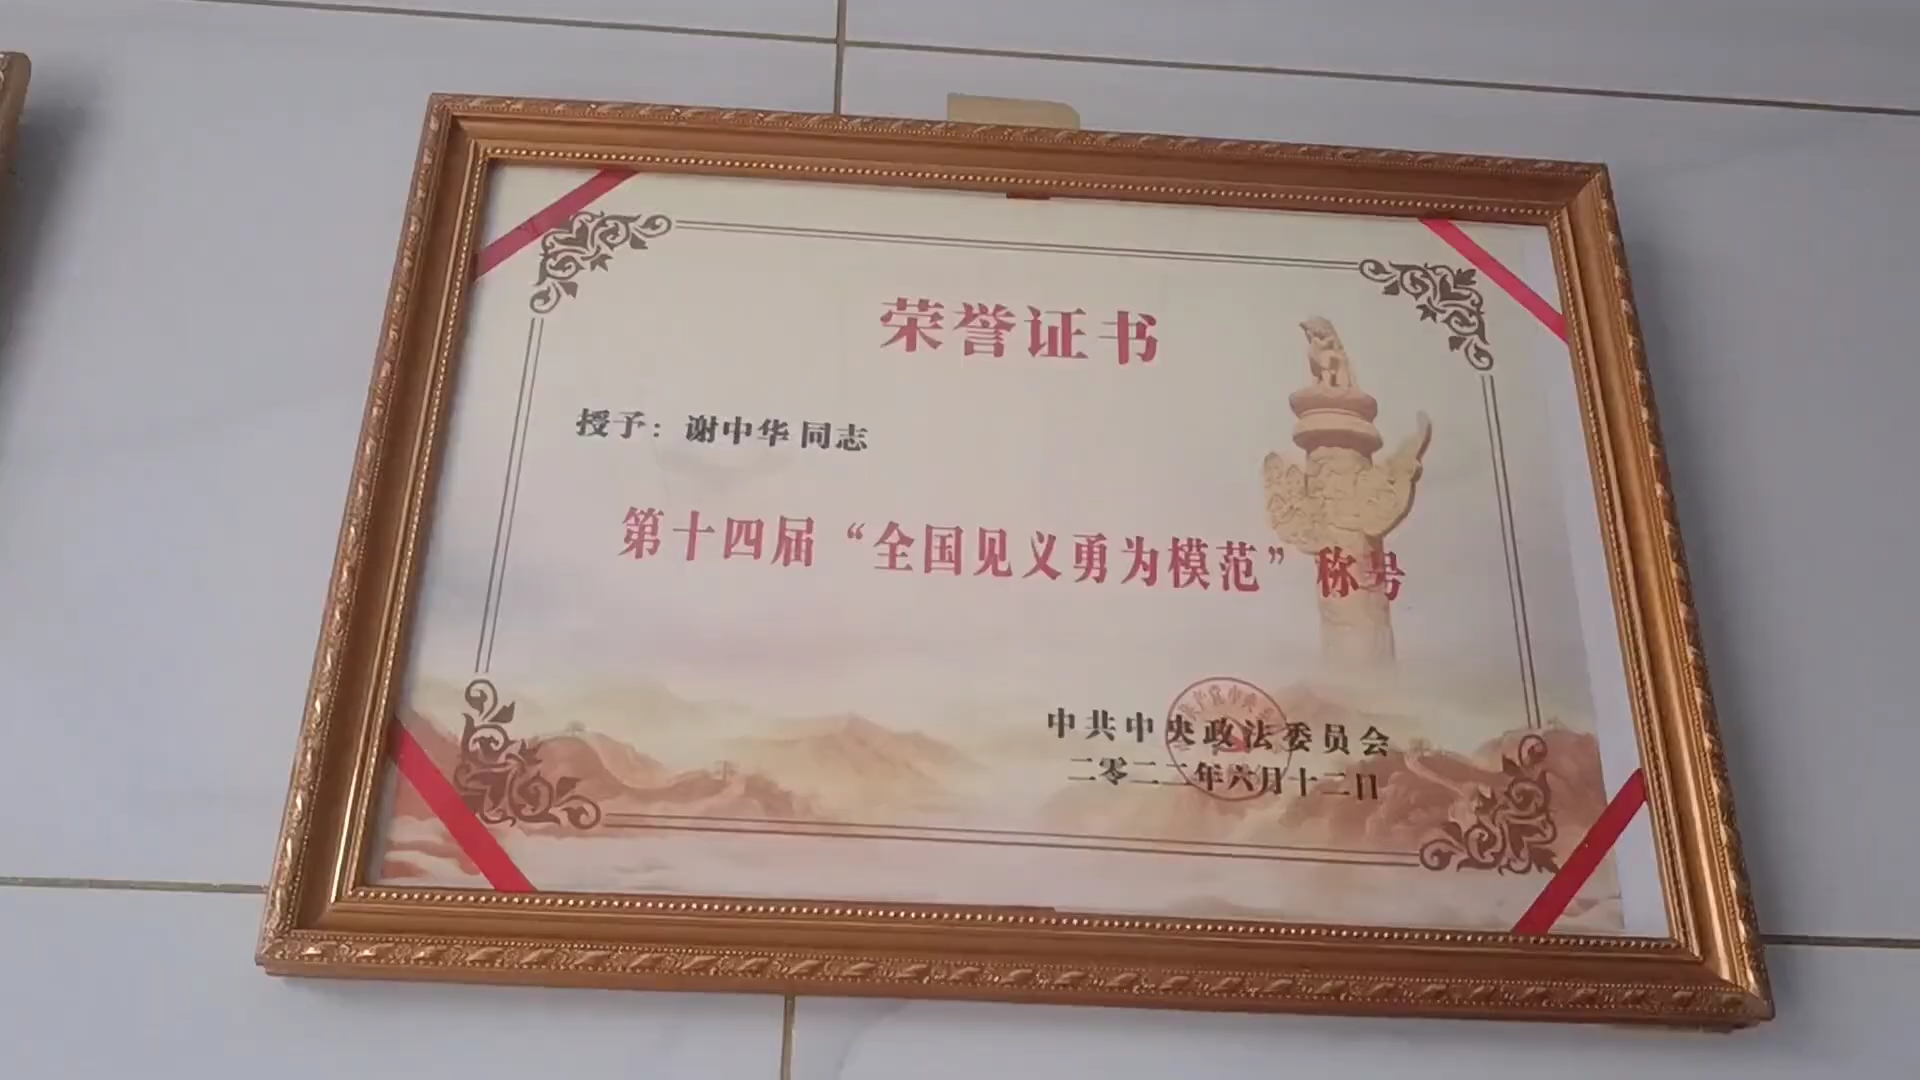 荣誉证书
授予：谢中华同志
第十四届“全国见义勇为模范”称号
中共中央政法委员会
二零二二年六月十二日